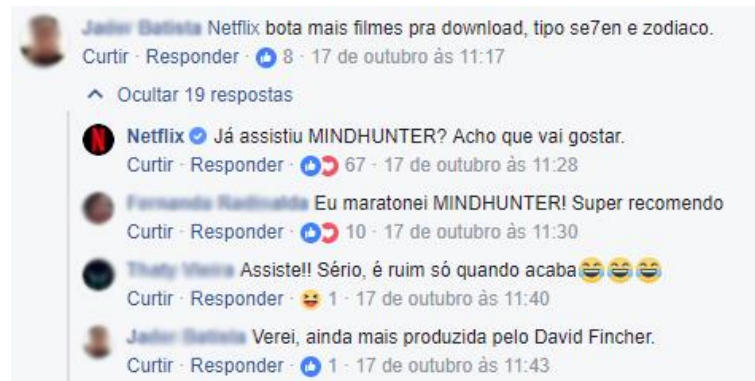 Netflix bota mais filmes pra download, tipo se7en e zodiaco.
Curtir · Responder · 8 · 17 de outubro às 11:17
Ocultar 19 respostas
Netflix Já assistiu MINDHUNTER? Acho que vai gostar.
Curtir · Responder · 67 · 17 de outubro às 11:28
Eu maratonei MINDHUNTER! Super recomendo
Curtir · Responder · 10 · 17 de outubro às 11:30
Assiste!! Sério, é ruim só quando acaba😂😂😂
Curtir · Responder · 1 · 17 de outubro às 11:40
Verei, ainda mais produzida pelo David Fincher.
Curtir · Responder · 1 · 17 de outubro às 11:43